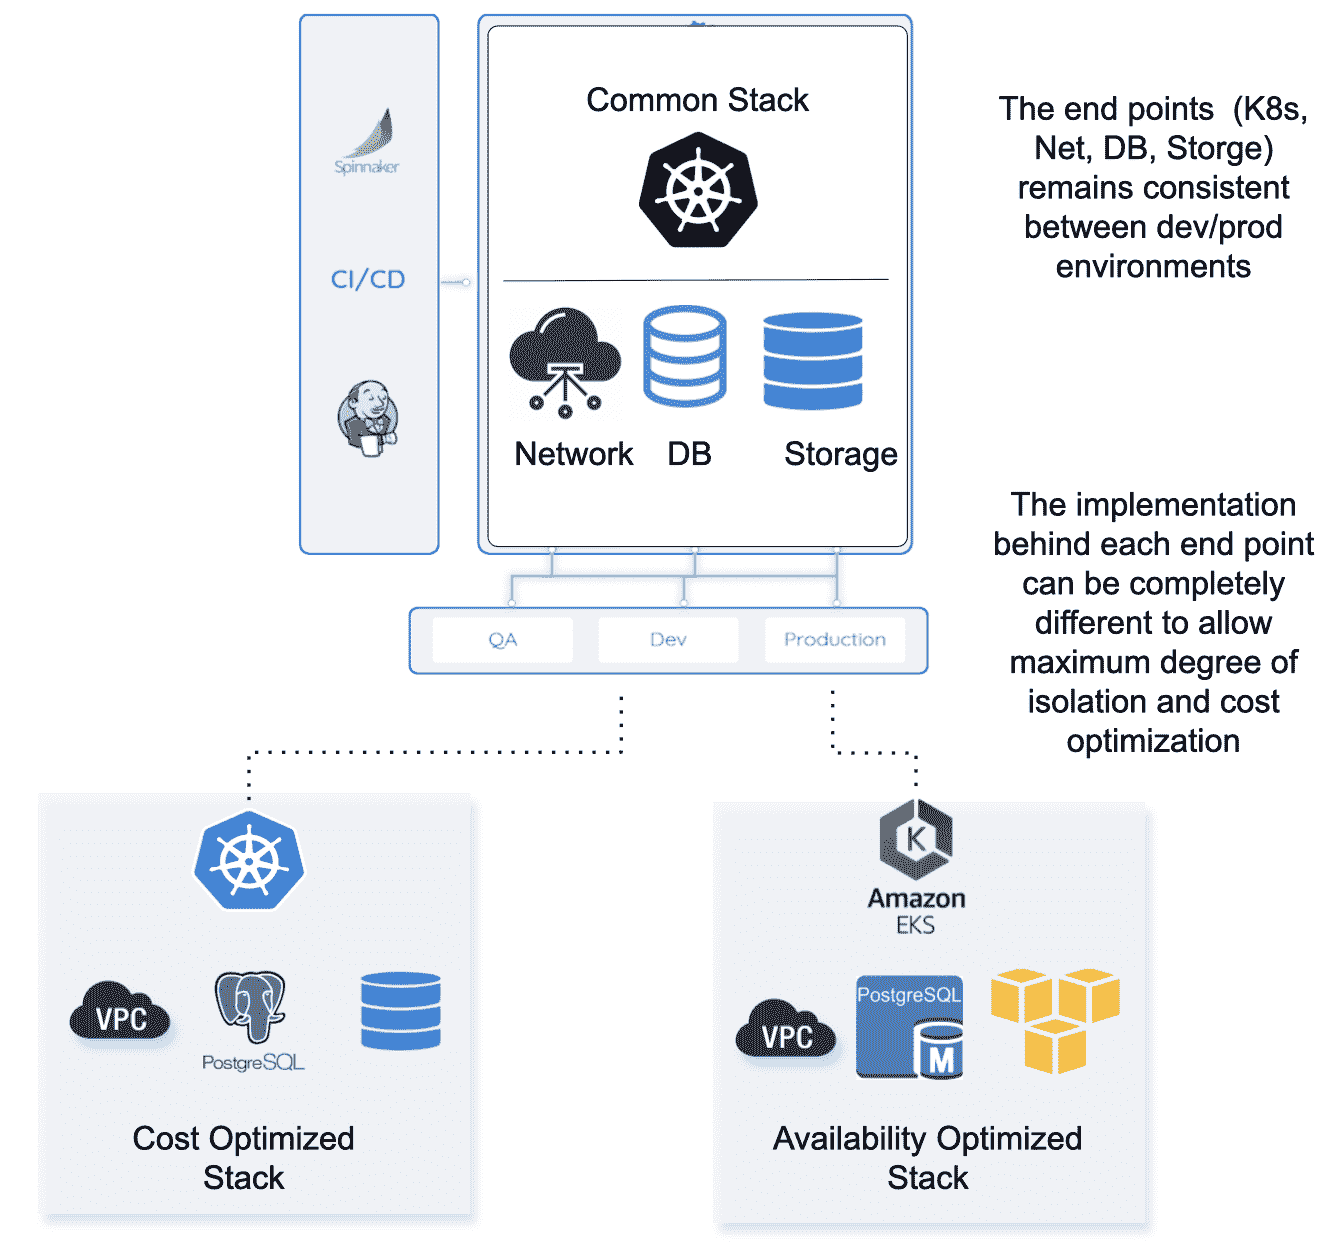 Common Stack
The end points  (K8s,
Net, DB, Storge)
remains consistent
between dev/prod
environments
Spinnaker
CI/CD
Network
DB
Storage
The implementation
behind each end point
can be completely
different to allow
maximum degree of
isolation and cost
optimization
QA
Dev
Production
VPC
PostgreSQL
Cost Optimized
Stack
K
Amazon
EKS
VPC
PostgreSQL
M
Availability Optimized
Stack